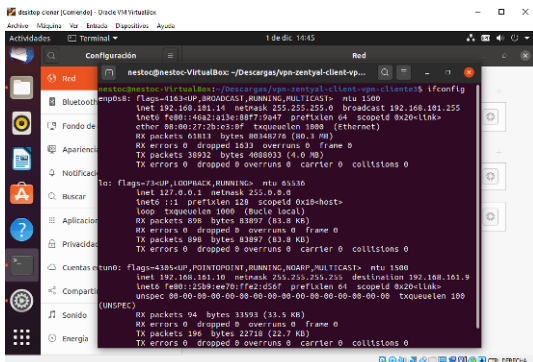 desktop clonar [Corriendo] - Oracle VM VirtualBox
Archivo Máquina Ver Entrada Dispositivos Ayuda
Actividades Terminal 1 de dic 14:45
Configuración Red
Red
Bluetooth
Fondo de
Aparienci
Notificaci
Buscar
Aplicacion
Privacidad
Cuentas e
Compartir
Sonido
Energía
nestoc@nestoc-VirtualBox: ~/Descargas/vpn-zentyal-client-vp...
nestoc@nestoc-VirtualBox:~/Descargas/vpn-zentyal-client-vpn-cliente3$ ifconfig
enp0s8: flags=4163<UP,BROADCAST,RUNNING,MULTICAST> mtu 1500
inet 192.168.101.14 netmask 255.255.255.0 broadcast 192.168.101.255
inet6 fe80::46a2:a13e:88f7:9a47 prefixlen 64 scopeid 0x20<link>
ether 08:00:27:2b:e3:0f txqueuelen 1000 (Ethernet)
RX packets 61813 bytes 80348276 (80.3 MB)
RX errors 0 dropped 1633 overruns 0 frame 0
TX packets 38932 bytes 4088033 (4.0 MB)
TX errors 0 dropped 0 overruns 0 carrier 0 collisions 0
lo: flags=73<UP,LOOPBACK,RUNNING> mtu 65536
inet 127.0.0.1 netmask 255.0.0.0
inet6 ::1 prefixlen 128 scopeid 0x10<host>
loop txqueuelen 1000 (Bucle local)
RX packets 898 bytes 83897 (83.8 KB)
RX errors 0 dropped 0 overruns 0 frame 0
TX packets 898 bytes 83897 (83.8 KB)
TX errors 0 dropped 0 overruns 0 carrier 0 collisions 0
tun0: flags=4305<UP,POINTOPOINT,RUNNING,NOARP,MULTICAST> mtu 1500
inet 192.168.161.10 netmask 255.255.255.255 destination 192.168.161.9
inet6 fe80::25b9:ee70:ffe2:d56f prefixlen 64 scopeid 0x20<link>
unspec 00-00-00-00-00-00-00-00-00-00-00-00-00-00-00-00 txqueuelen 100
(UNSPEC)
RX packets 94 bytes 33593 (33.5 KB)
RX errors 0 dropped 0 overruns 0 frame 0
TX packets 196 bytes 22718 (22.7 KB)
TX errors 0 dropped 0 overruns 0 carrier 0 collisions 0
CTRL DERECHA